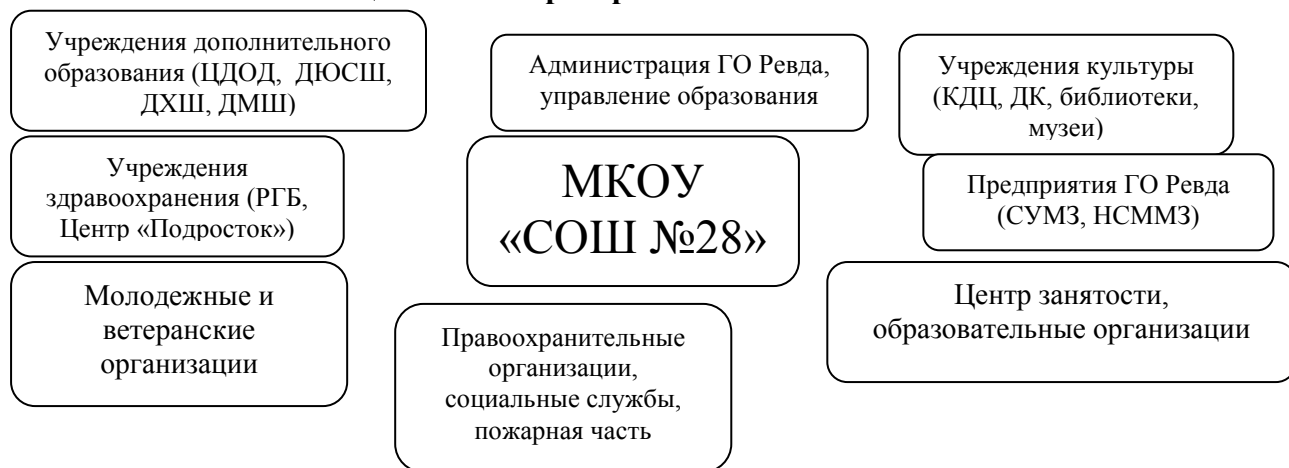 Учреждения дополнительного
образования (ЦДОД, ДЮСШ,
ДХШ, ДМШ)
Администрация ГО Ревда,
управление образования
Учреждения культуры
(КДЦ, ДК, библиотеки,
музеи)
Учреждения
здравоохранения (РГБ,
Центр «Подросток»)
МКОУ
«СОШ №28»
Предприятия ГО Ревда
(СУМЗ, НСММЗ)
Молодежные и
ветеранские
организации
Правоохранительные
организации,
социальные службы,
пожарная часть
Центр занятости,
образовательные организации